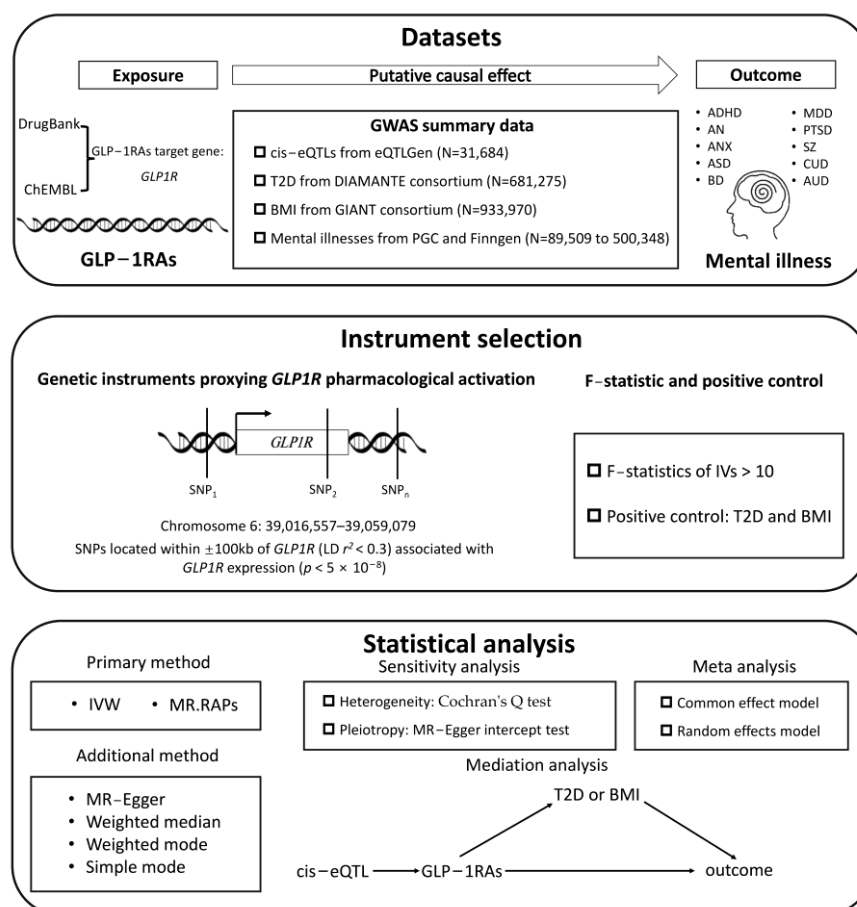 Datasets
Exposure
Putative causal effect
Outcome
DrugBank
ChEMBL
GLP−1RAs target gene:
GLP1R
GLP−1RAs
GWAS summary data
cis−eQTLs from eQTLGen (N=31,684)
T2D from DIAMANTE consortium (N=681,275)
BMI from GIANT consortium (N=933,970)
Mental illnesses from PGC and Finngen (N=89,509 to 500,348)
• ADHD
• AN
• ANX
• ASD
• BD
• MDD
• PTSD
• SZ
• CUD
• AUD
Mental illness
Instrument selection
Genetic instruments proxying GLP1R pharmacological activation
GLP1R
SNP₁
SNP₂
SNPₙ
Chromosome 6: 39,016,557–39,059,079
SNPs located within ±100kb of GLP1R (LD r² < 0.3) associated with
GLP1R expression (p < 5 × 10⁻⁸)
F−statistic and positive control
F−statistics of IVs > 10
Positive control: T2D and BMI
Statistical analysis
Primary method
• IVW • MR.RAPs
Additional method
• MR−Egger
• Weighted median
• Weighted mode
• Simple mode
Sensitivity analysis
Heterogeneity: Cochran's Q test
Pleiotropy: MR−Egger intercept test
Meta analysis
Common effect model
Random effects model
Mediation analysis
T2D or BMI
cis−eQTL
GLP−1RAs
outcome